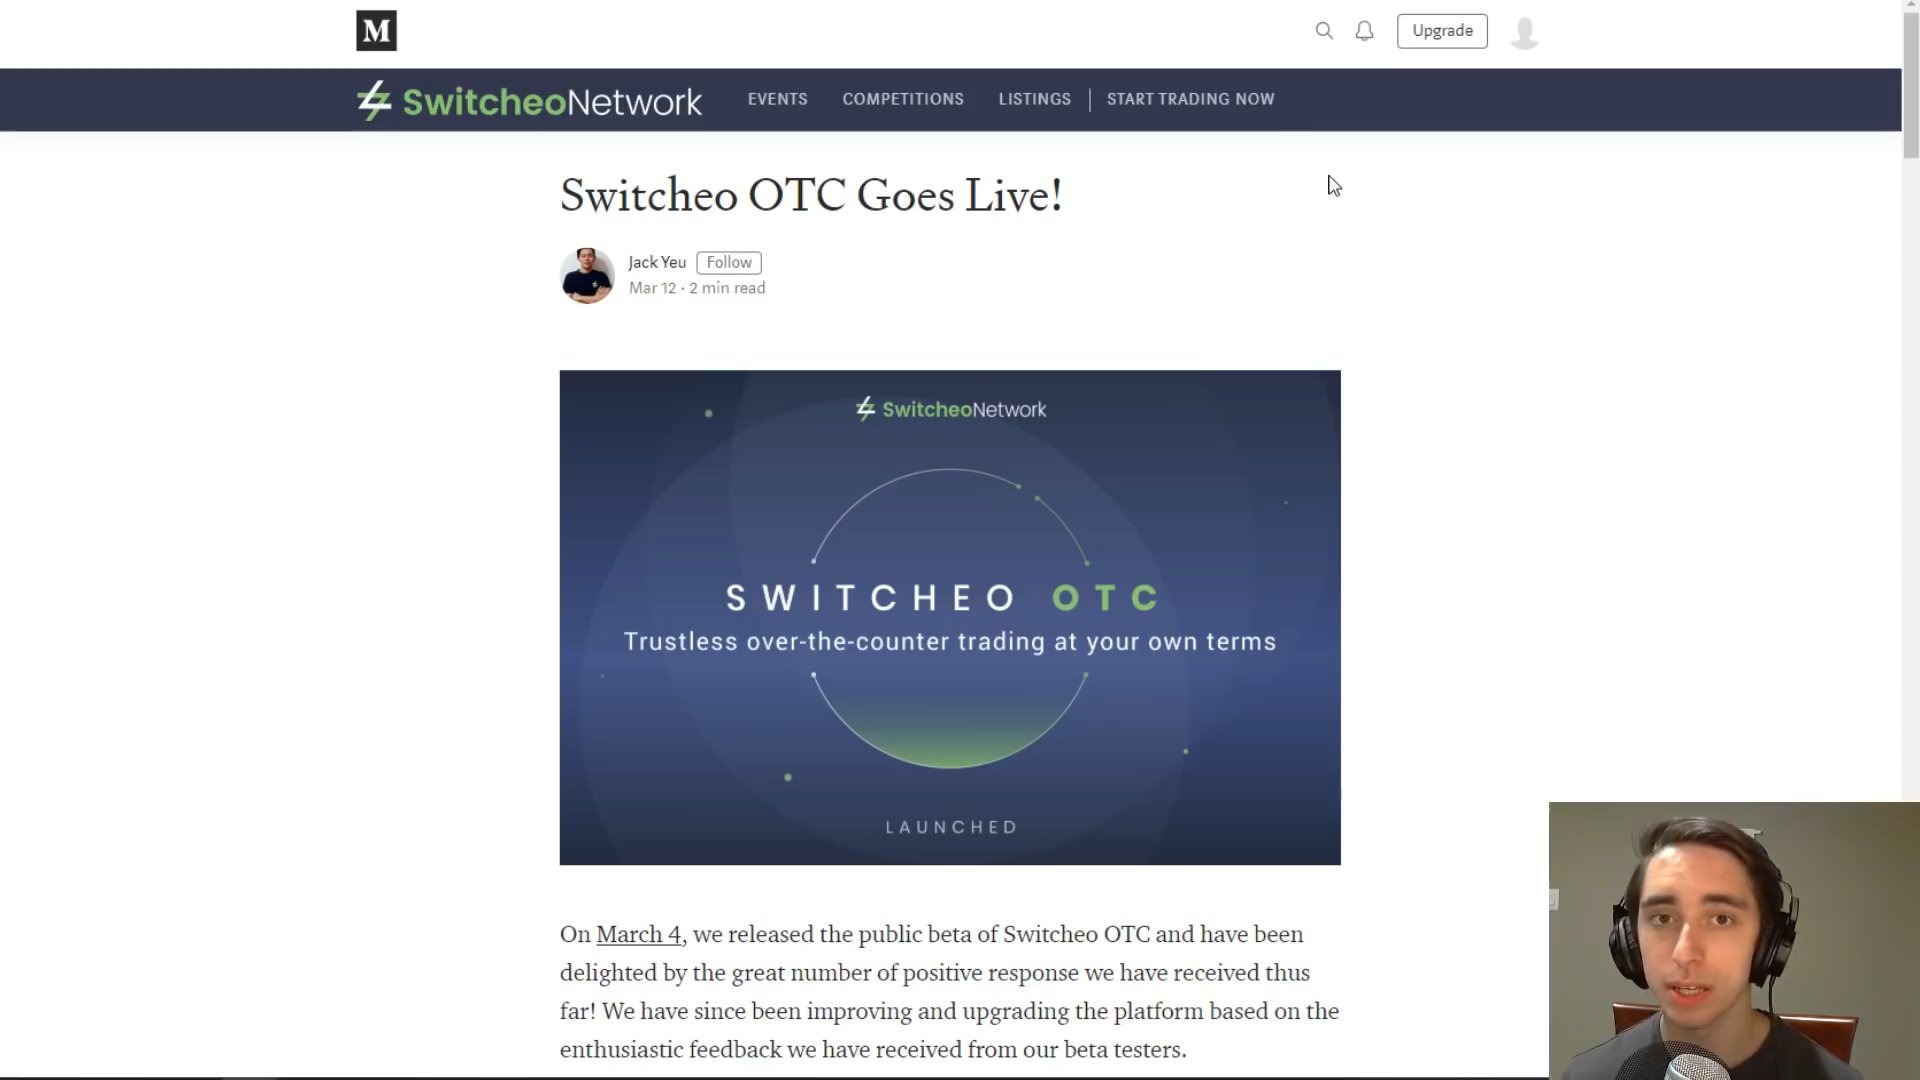 M
Upgrade
SwitcheoNetwork
EVENTS
COMPETITIONS
LISTINGS
START TRADING NOW
Switcheo OTC Goes Live!
Jack Yeu
Follow
Mar 12 · 2 min read
SwitcheoNetwork
SWITCHEO OTC
Trustless over-the-counter trading at your own terms
LAUNCHED
On March 4, we released the public beta of Switcheo OTC and have been
delighted by the great number of positive response we have received thus
far! We have since been improving and upgrading the platform based on the
enthusiastic feedback we have received from our beta testers.